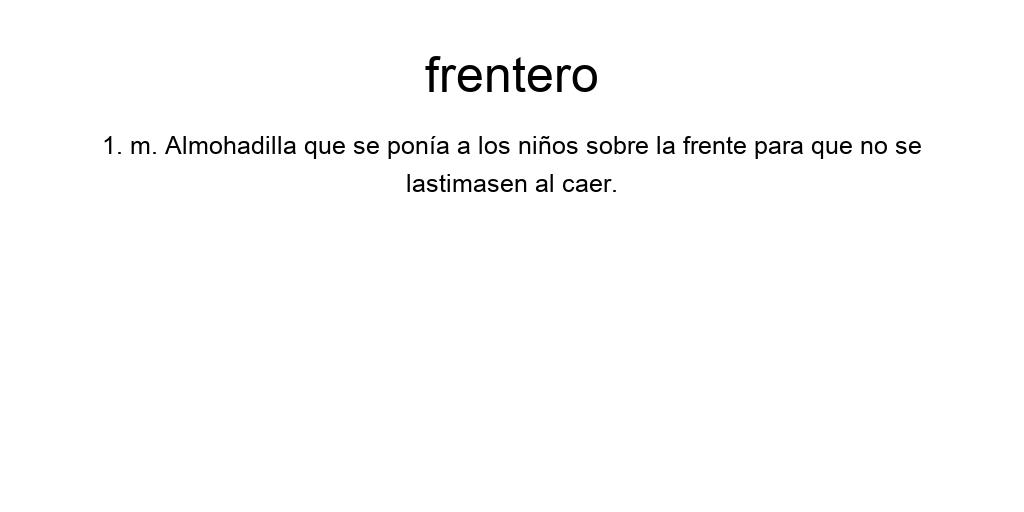 frentero
1. m. Almohadilla que se ponía a los niños sobre la frente para que no se
lastimasen al caer.